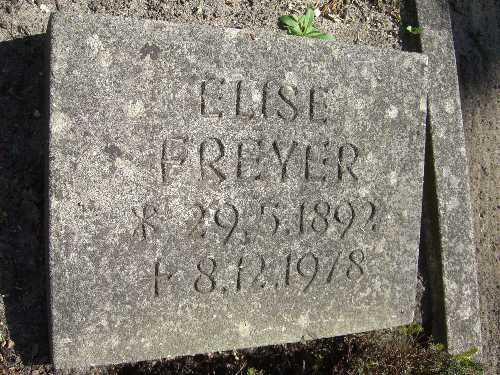 ELISE
FREYER
* 29.5.1892
† 8.12.1978